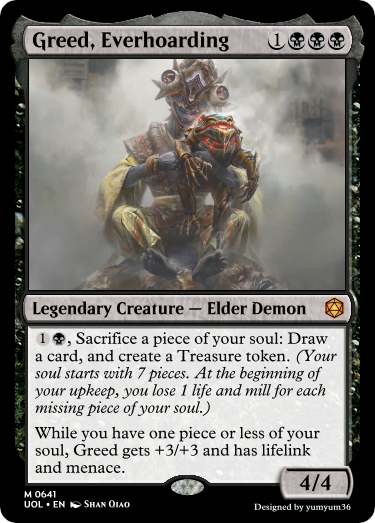 Greed, Everhoarding 1
Legendary Creature — Elder Demon
1 , Sacrifice a piece of your soul: Draw
a card, and create a Treasure token. (Your
soul starts with 7 pieces. At the beginning
of your upkeep, you lose 1 life and mill for each
missing piece of your soul.)
While you have one piece or less of your
soul, Greed gets +3/+3 and has lifelink
and menace.
4/4
M 0641
UOL • EN Shan Qiao
Designed by yumyum36